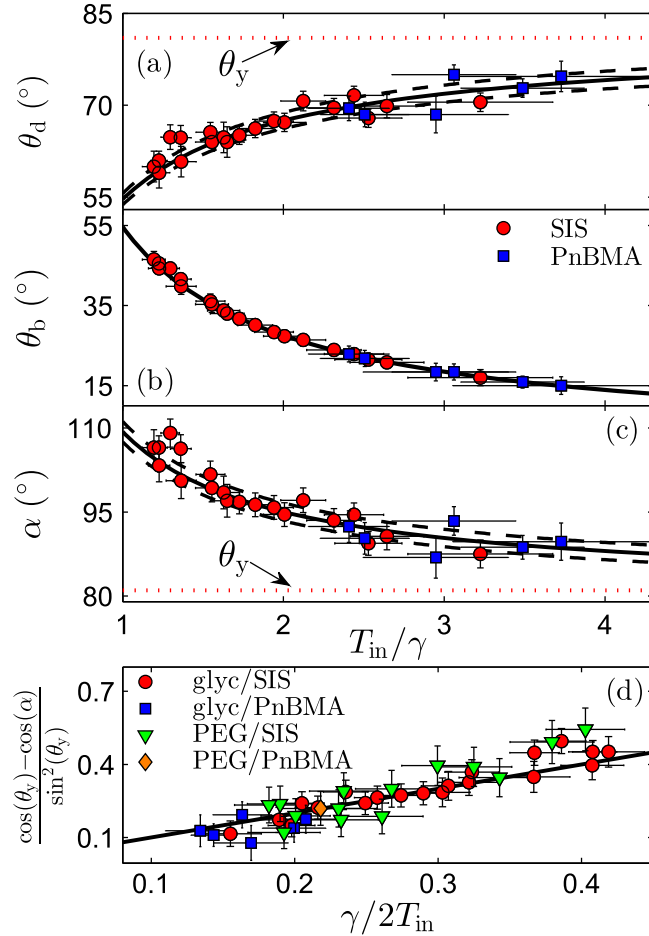 85
(a)
θy
70
θd (°)
55
55
SIS
PnBMA
35
θb (°)
15
(b)
110
(c)
95
α (°)
θy
80
1
2
3
4
Tin/γ
0.7
glyc/SIS
(d)
glyc/PnBMA
PEG/SIS
PEG/PnBMA
0.4
cos(θy)−cos(α)
sin²(θy)
0.1
0.1
0.2
0.3
0.4
γ/2Tin